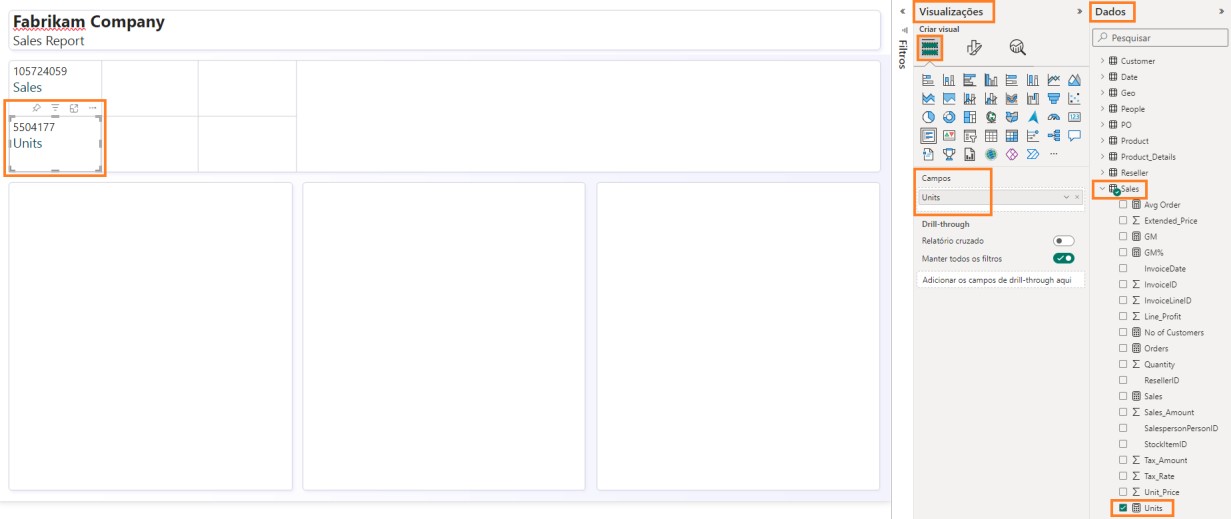 Fabrikam Company
Sales Report
105724059
Sales
5504177
Units
Filtros
Visualizações
Criar visual
123
Campos
Units
Drill-through
Relatório cruzado
Manter todos os filtros
Adicionar os campos de drill-through aqui
Dados
Pesquisar
Customer
Date
Geo
People
PO
Product
Product_Details
Reseller
Sales
Avg Order
Extended_Price
GM
GM%
InvoiceDate
InvoiceID
InvoiceLineID
Line_Profit
No of Customers
Orders
Quantity
ResellerID
Sales
Sales_Amount
SalespersonPersonID
StockItemID
Tax_Amount
Tax_Rate
Unit_Price
Units